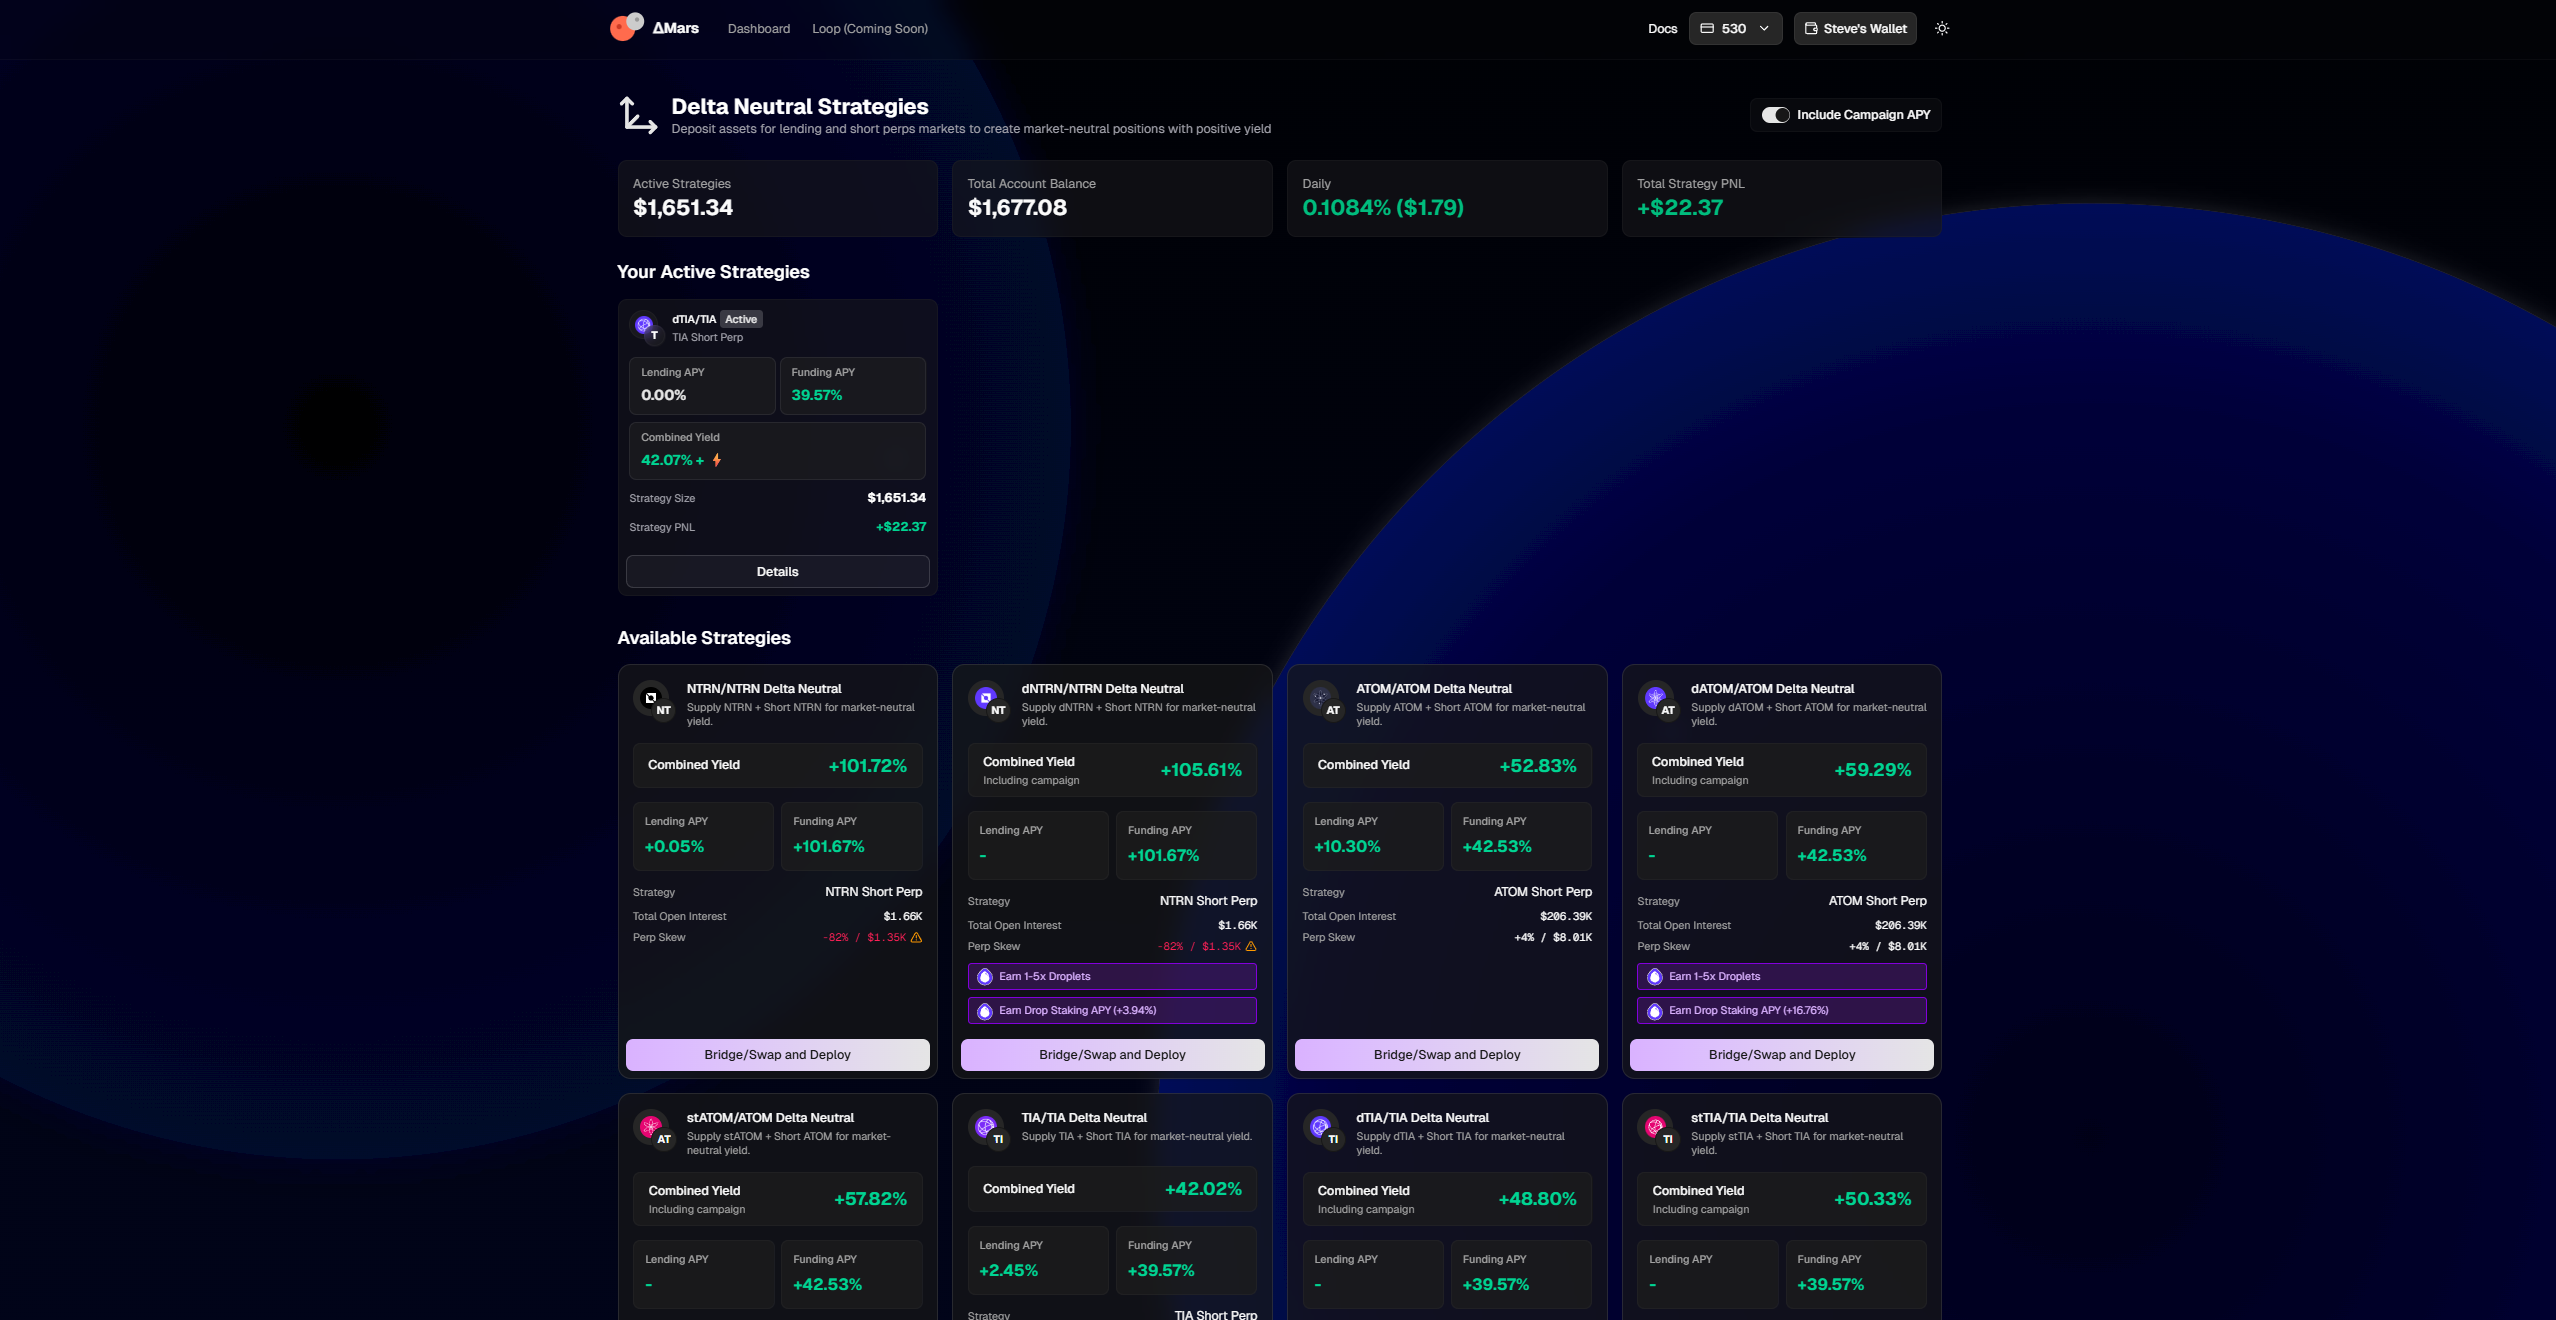 ΔMars
Dashboard
Loop (Coming Soon)
Docs
530
Steve's Wallet
Delta Neutral Strategies
Deposit assets for lending and short perps markets to create market-neutral positions with positive yield
Include Campaign APY
Active Strategies
$1,651.34
Total Account Balance
$1,677.08
Daily
0.1084% ($1.79)
Total Strategy PNL
+$22.37
Your Active Strategies
T
dTIA/TIA Active
TIA Short Perp
Lending APY
0.00%
Funding APY
39.57%
Combined Yield
42.07% +
Strategy Size $1,651.34
Strategy PNL +$22.37
Details
Available Strategies
NT
NTRN/NTRN Delta Neutral
Supply NTRN + Short NTRN for market-neutral
yield.
Combined Yield +101.72%
Lending APY
+0.05%
Funding APY
+101.67%
Strategy NTRN Short Perp
Total Open Interest $1.66K
Perp Skew -82% / $1.35K
Bridge/Swap and Deploy
NT
dNTRN/NTRN Delta Neutral
Supply dNTRN + Short NTRN for market-neutral
yield.
Combined Yield
Including campaign
+105.61%
Lending APY
-
Funding APY
+101.67%
Strategy NTRN Short Perp
Total Open Interest $1.66K
Perp Skew -82% / $1.35K
Earn 1-5x Droplets
Earn Drop Staking APY (+3.94%)
Bridge/Swap and Deploy
AT
ATOM/ATOM Delta Neutral
Supply ATOM + Short ATOM for market-neutral
yield.
Combined Yield +52.83%
Lending APY
+10.30%
Funding APY
+42.53%
Strategy ATOM Short Perp
Total Open Interest $206.39K
Perp Skew +4% / $8.01K
Bridge/Swap and Deploy
AT
dATOM/ATOM Delta Neutral
Supply dATOM + Short ATOM for market-neutral
yield.
Combined Yield
Including campaign
+59.29%
Lending APY
-
Funding APY
+42.53%
Strategy ATOM Short Perp
Total Open Interest $206.39K
Perp Skew +4% / $8.01K
Earn 1-5x Droplets
Earn Drop Staking APY (+16.76%)
Bridge/Swap and Deploy
AT
stATOM/ATOM Delta Neutral
Supply stATOM + Short ATOM for market-
neutral yield.
Combined Yield
Including campaign
+57.82%
Lending APY
-
Funding APY
+42.53%
TI
TIA/TIA Delta Neutral
Supply TIA + Short TIA for market-neutral yield.
Combined Yield +42.02%
Lending APY
+2.45%
Funding APY
+39.57%
Strategy TIA Short Perp
TI
dTIA/TIA Delta Neutral
Supply dTIA + Short TIA for market-neutral
yield.
Combined Yield
Including campaign
+48.80%
Lending APY
-
Funding APY
+39.57%
TI
stTIA/TIA Delta Neutral
Supply stTIA + Short TIA for market-neutral
yield.
Combined Yield
Including campaign
+50.33%
Lending APY
-
Funding APY
+39.57%